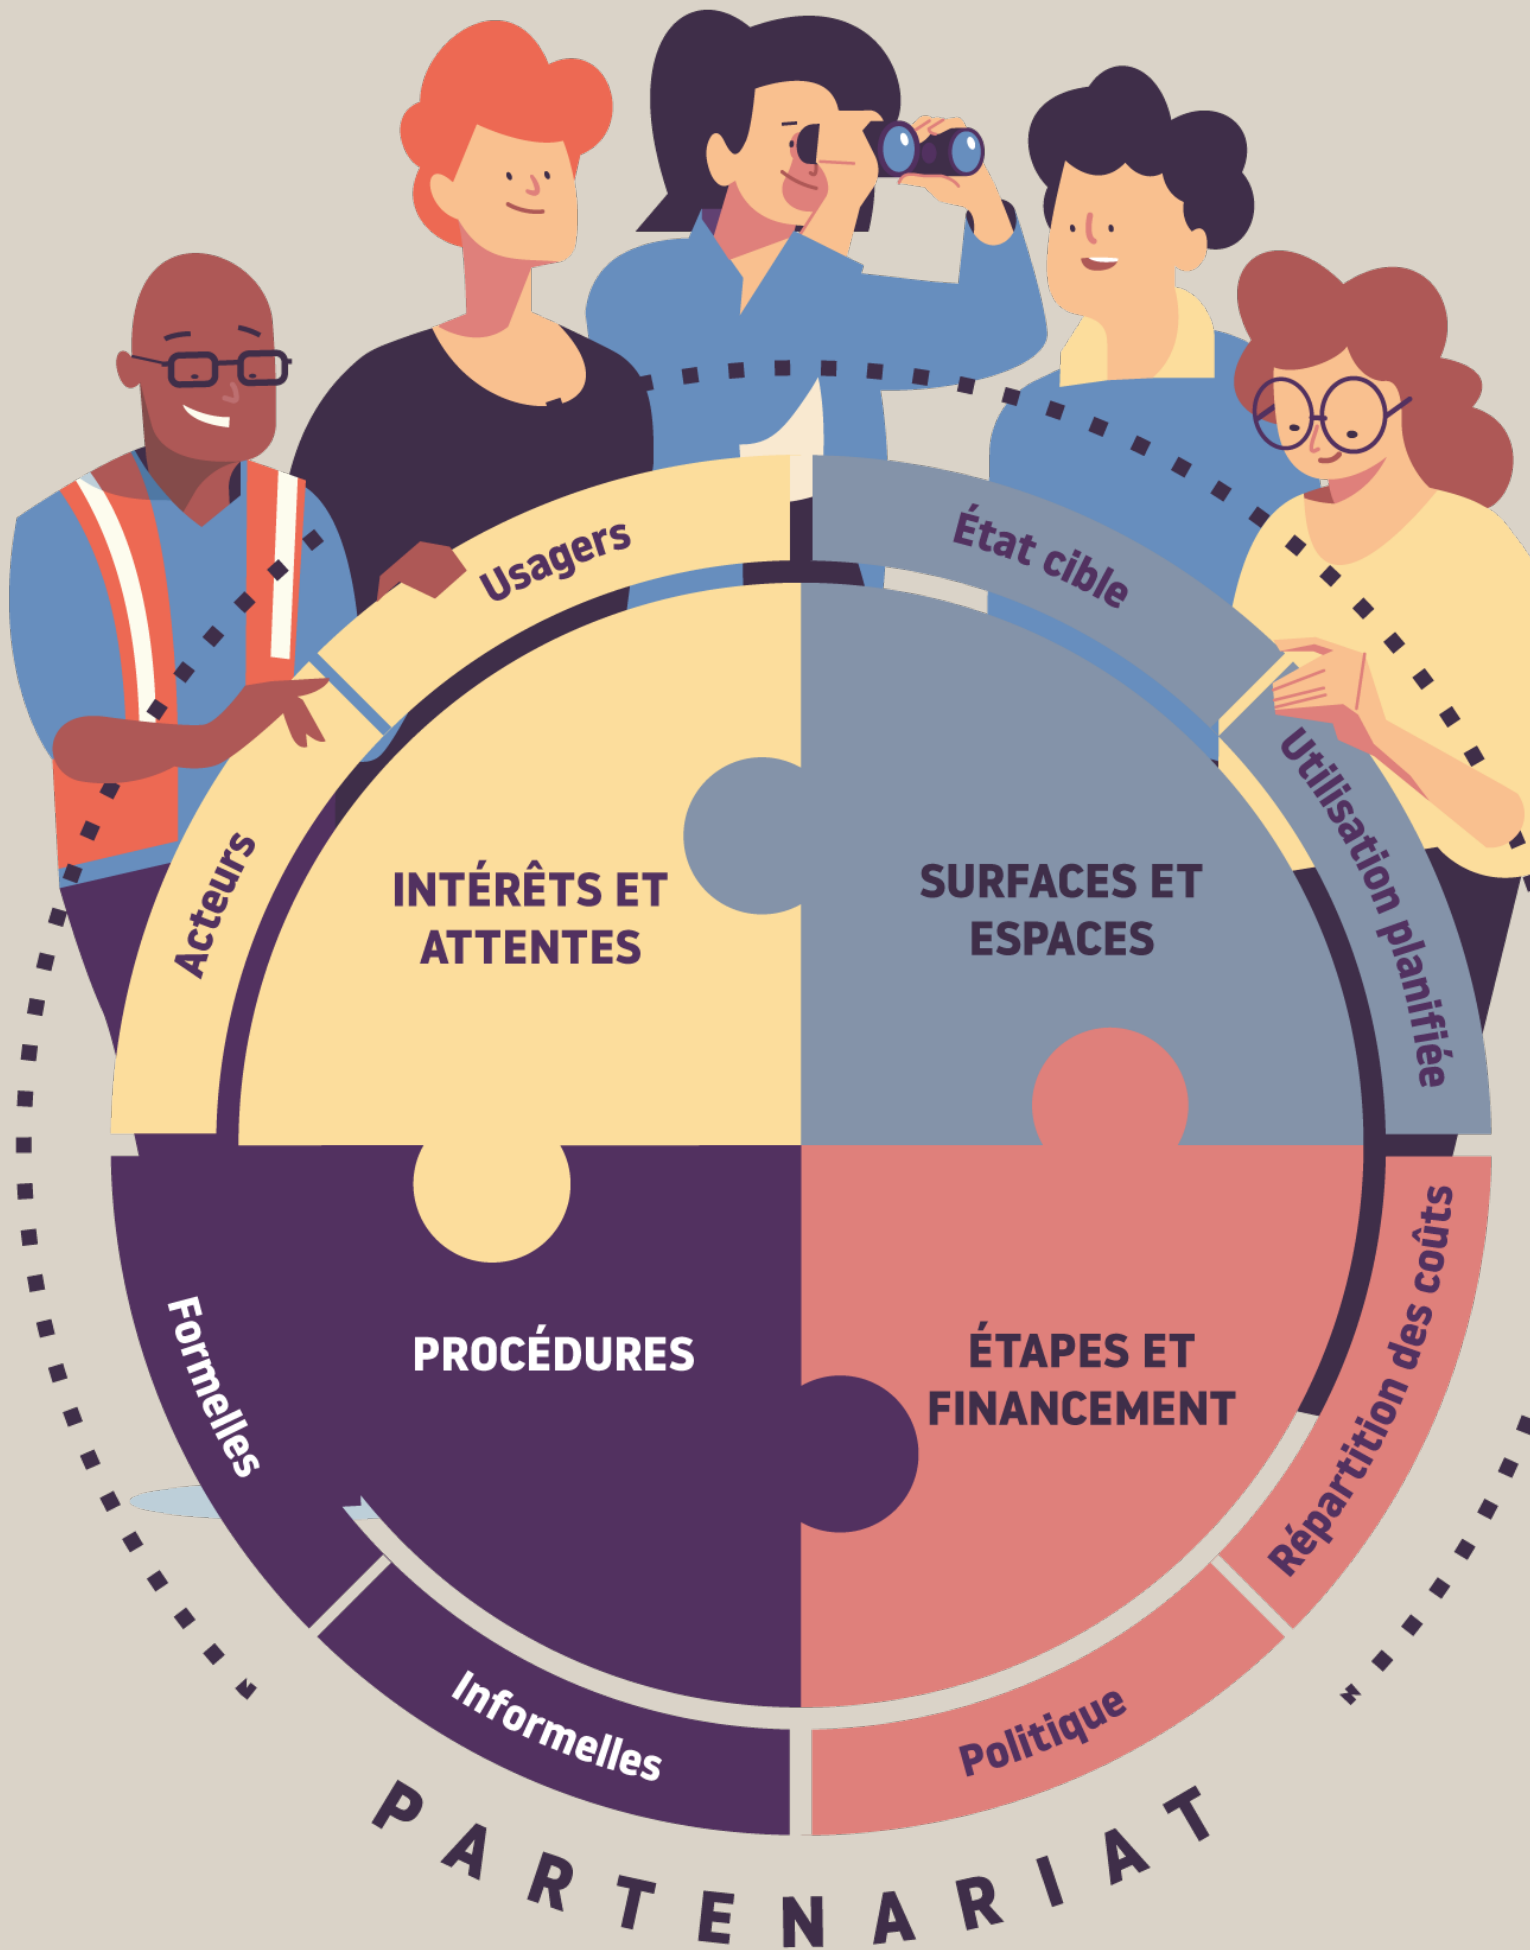 Usagers
État cible
Acteurs
Utilisation planifiée
INTÉRÊTS ET
ATTENTES
SURFACES ET
ESPACES
PROCÉDURES
ÉTAPES ET
FINANCEMENT
Formelles
Répartition des coûts
Informelles
Politique
PARTENARIAT